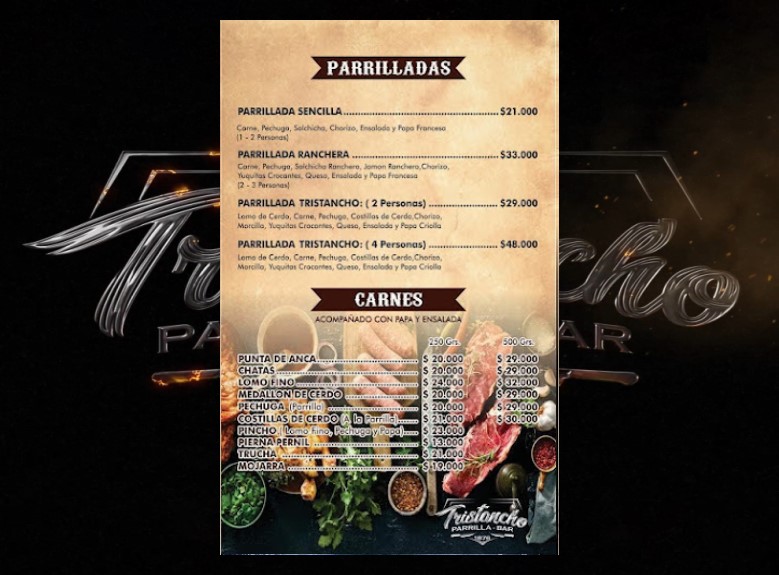 PARRILLADAS
PARRILLADA SENCILLA.....................................................$21.000
Carne, Pechuga, Salchicha, Chorizo, Ensalada y Papa Francesa
(1 - 2 Personas)
PARRILLADA RANCHERA ..................................................$33.000
Carne, Pechuga, Salchicha Ranchera, Jamon Ranchero,Chorizo,
Yuquitas Crocantes, Queso, Ensalada y Papa Francesa
(2 - 3 Personas)
PARRILLADA TRISTANCHO: ( 2 Personas) ........................$29.000
Lomo de Cerdo, Carne, Pechuga, Costillas de Cerdo,Chorizo,
Morcilla, Yuquitas Crocantes, Queso, Ensalada y Papa Criolla
PARRILLADA TRISTANCHO: ( 4 Personas) ........................$48.000
Lomo de Cerdo, Carne, Pechuga, Costillas de Cerdo,Chorizo,
Morcilla, Yuquitas Crocantes, Queso, Ensalada y Papa Criolla
CARNES
ACOMPAÑADO CON PAPA Y ENSALADA
250 Grs. 500 Grs.
PUNTA DE ANCA............................ $ 20.000 $ 29.000
CHATAS ........................................ $ 20.000 $ 29.000
LOMO FINO ................................... $ 24.000 $ 32.000
MEDALLON DE CERDO .................... $ 20.000 $ 29.000
PECHUGA (Parrilla) ......................... $ 20.000 $ 29.000
COSTILLAS DE CERDO (A la Parrilla)...... $ 21.000 $ 30.000
PINCHO ( Lomo Fino, Pechuga y Papa)..... $ 23.000
PIERNA PERNIL ............................... $ 13.000
TRUCHA ........................................ $ 21.000
MOJARRA ...................................... $ 19.000
Tristancho
PARRILLA - BAR
Tr cho
PA AR